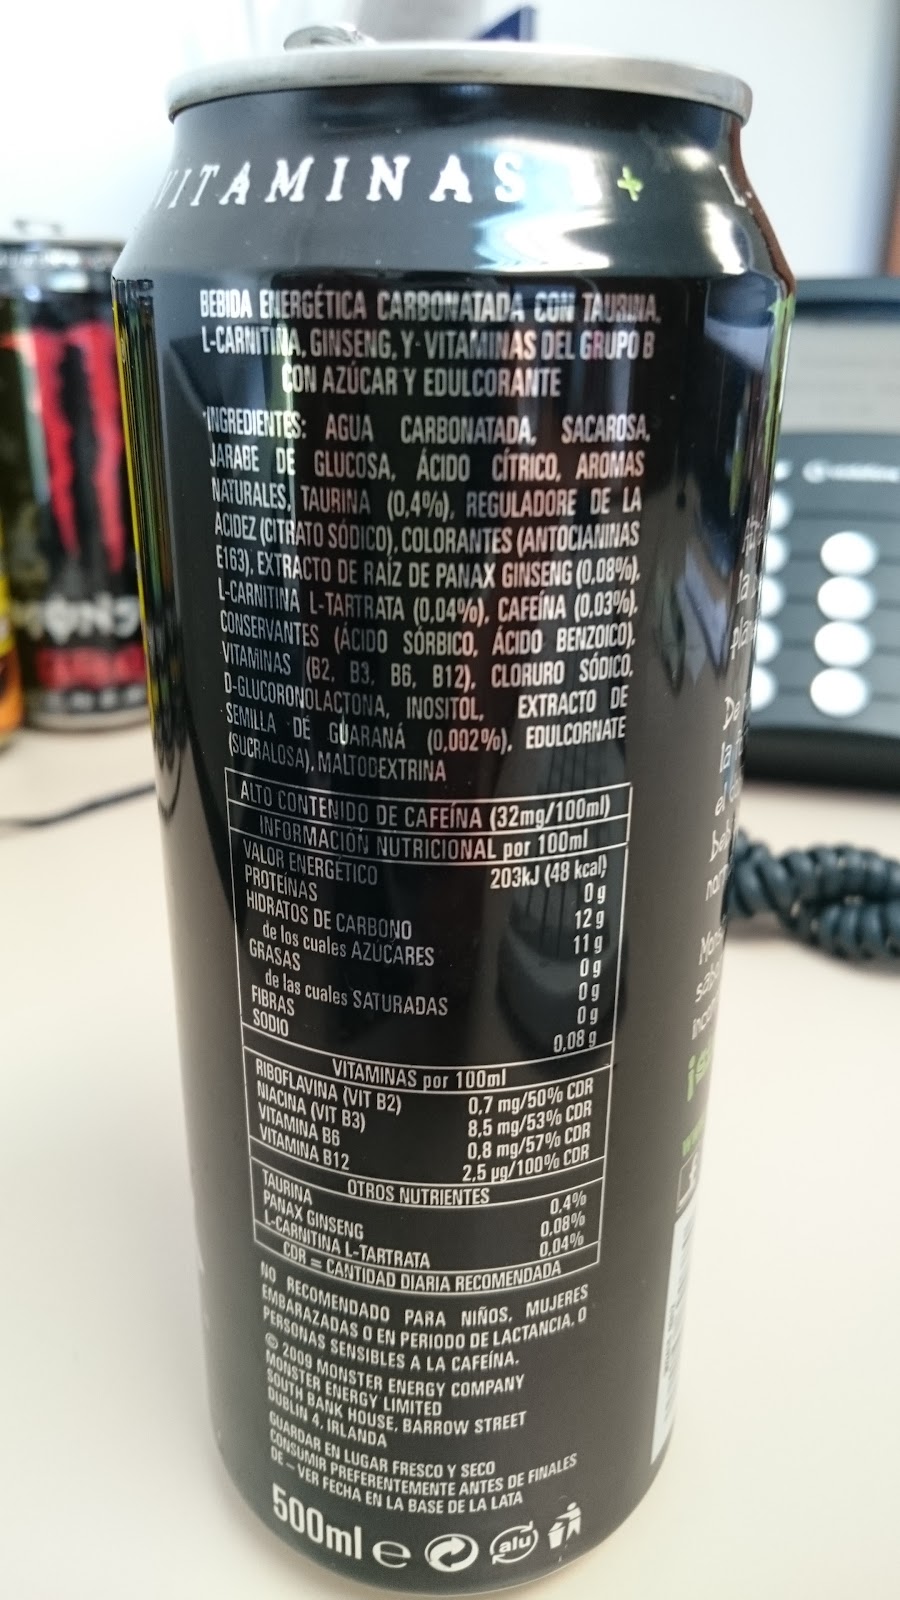 VITAMINAS +
BEBIDA ENERGÉTICA CARBONATADA CON TAURINA,
L-CARNITINA, GINSENG, Y VITAMINAS DEL GRUPO B
CON AZÚCAR Y EDULCORANTE
INGREDIENTES: AGUA CARBONATADA, SACAROSA,
JARABE DE GLUCOSA, ÁCIDO CÍTRICO, AROMAS
NATURALES, TAURINA (0,4%), REGULADORE DE LA
ACIDEZ (CITRATO SÓDICO), COLORANTES (ANTOCIANINAS
E163), EXTRACTO DE RAÍZ DE PANAX GINSENG (0,08%),
L-CARNITINA L-TARTRATA (0,04%), CAFEÍNA (0,03%),
CONSERVANTES (ÁCIDO SÓRBICO, ÁCIDO BENZOICO),
VITAMINAS (B2, B3, B6, B12), CLORURO SÓDICO,
D-GLUCORONOLACTONA, INOSITOL, EXTRACTO DE
SEMILLA DE GUARANÁ (0,002%), EDULCORNATE
(SUCRALOSA), MALTODEXTRINA
ALTO CONTENIDO DE CAFEÍNA (32mg/100ml)
INFORMACIÓN NUTRICIONAL por 100ml
VALOR ENERGÉTICO 203kJ (48 kcal)
PROTEÍNAS 0 g
HIDRATOS DE CARBONO 12 g
de los cuales AZÚCARES 11 g
GRASAS 0 g
de las cuales SATURADAS 0 g
FIBRAS 0 g
SODIO 0,08 g
VITAMINAS por 100ml
RIBOFLAVINA (VIT B2) 0,7 mg/50% CDR
NIACINA (VIT B3) 8,5 mg/53% CDR
VITAMINA B6 0,8 mg/57% CDR
VITAMINA B12 2,5 µg/100% CDR
OTROS NUTRIENTES
TAURINA 0,4%
PANAX GINSENG 0,08%
L-CARNITINA L-TARTRATA 0,04%
CDR = CANTIDAD DIARIA RECOMENDADA
NO RECOMENDADO PARA NIÑOS, MUJERES
EMBARAZADAS O EN PERIODO DE LACTANCIA, O
PERSONAS SENSIBLES A LA CAFEÍNA.
© 2009 MONSTER ENERGY COMPANY
MONSTER ENERGY LIMITED
SOUTH BANK HOUSE, BARROW STREET
DUBLIN 4, IRLANDA
GUARDAR EN LUGAR FRESCO Y SECO
CONSUMIR PREFERENTEMENTE ANTES DE FINALES
DE – VER FECHA EN LA BASE DE LA LATA
500ml e alu